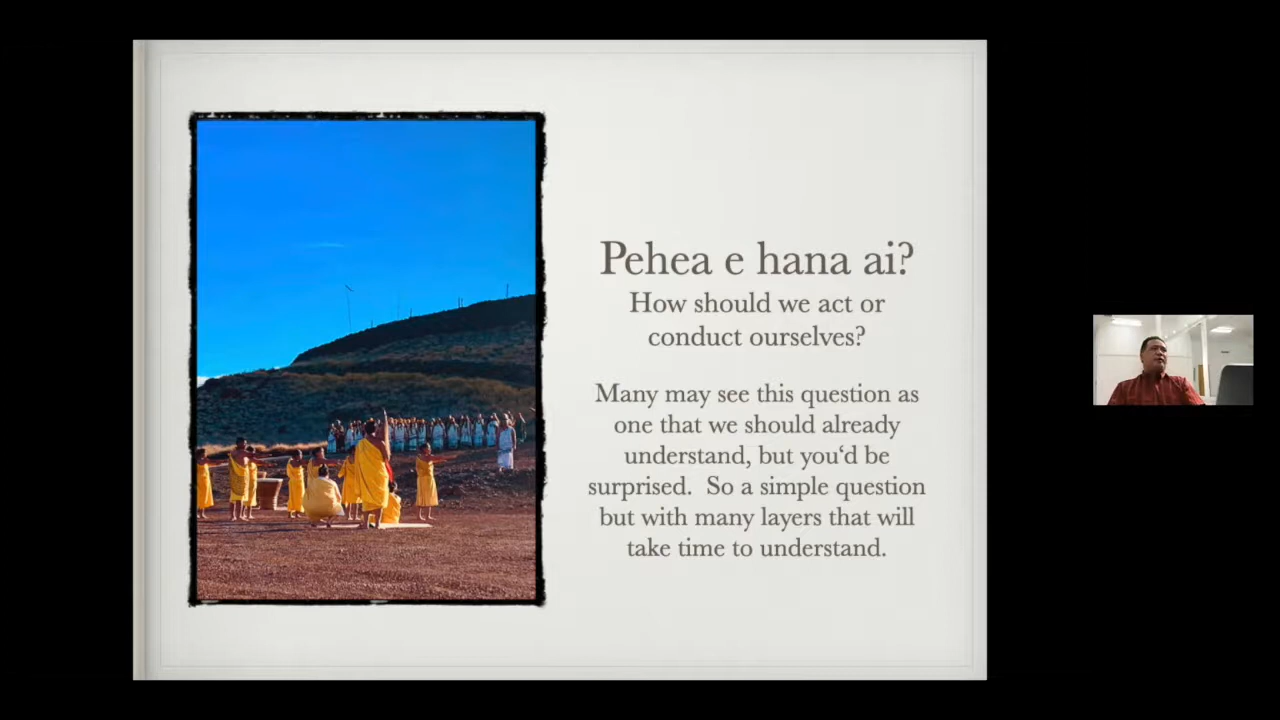 Pehea e hana ai?
How should we act or
conduct ourselves?
Many may see this question as
one that we should already
understand, but you‘d be
surprised.  So a simple question
but with many layers that will
take time to understand.